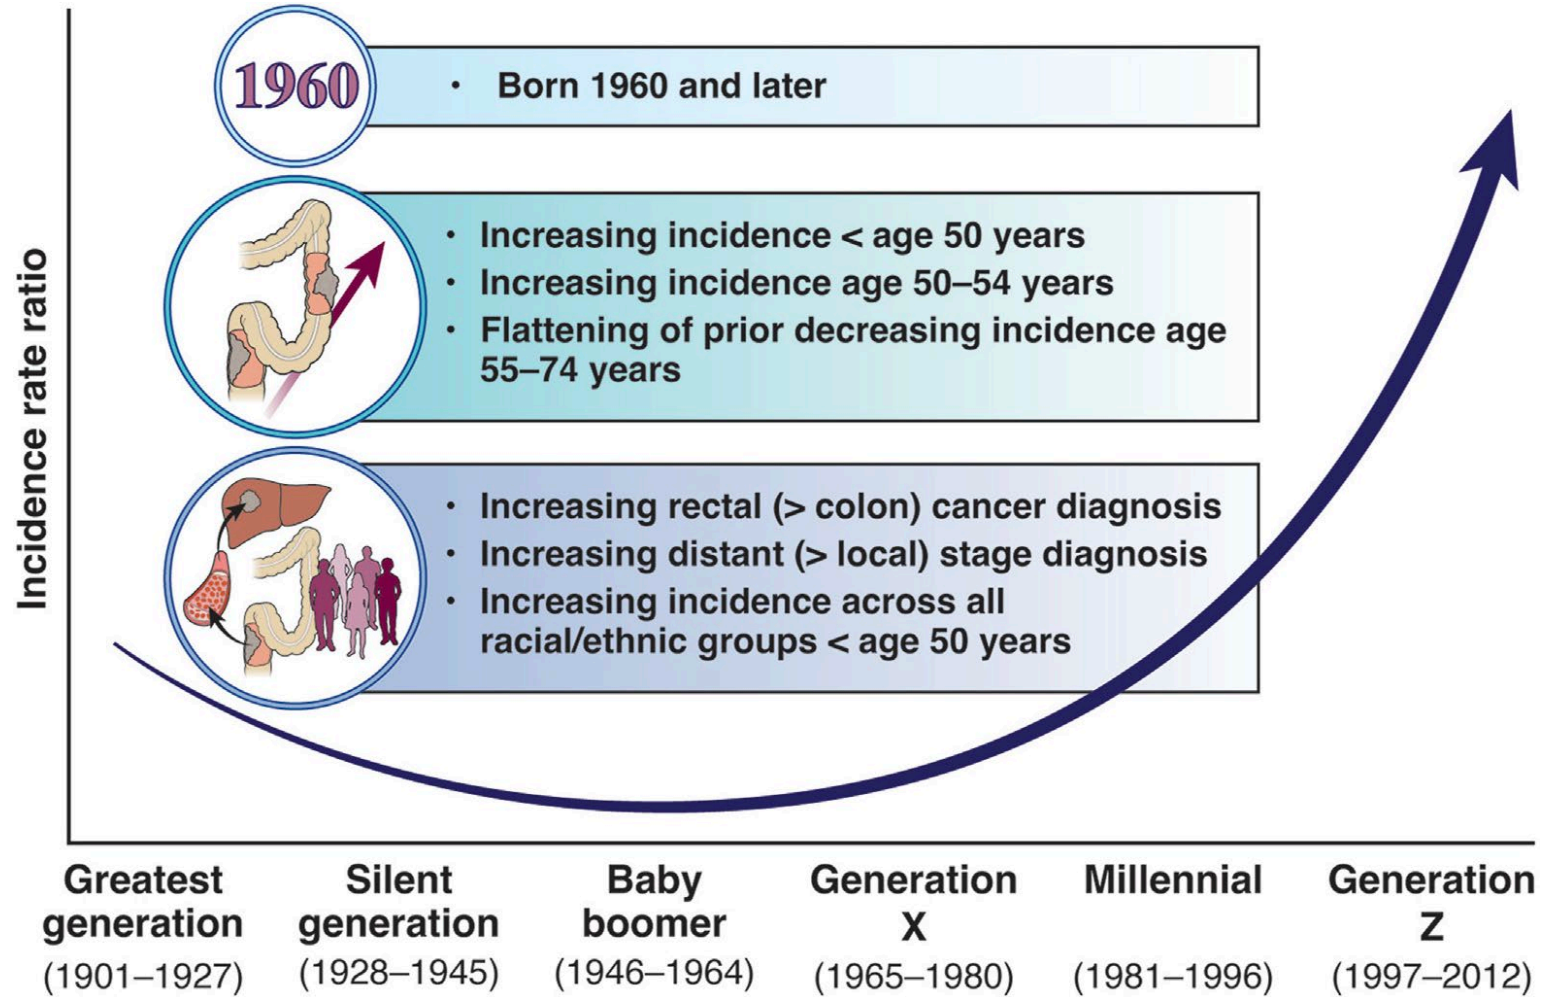 Incidence rate ratio
1960
• Born 1960 and later
• Increasing incidence < age 50 years
• Increasing incidence age 50–54 years
• Flattening of prior decreasing incidence age
55–74 years
• Increasing rectal (> colon) cancer diagnosis
• Increasing distant (> local) stage diagnosis
• Increasing incidence across all
racial/ethnic groups < age 50 years
Greatest
generation
(1901–1927)
Silent
generation
(1928–1945)
Baby
boomer
(1946–1964)
Generation
X
(1965–1980)
Millennial
(1981–1996)
Generation
Z
(1997–2012)